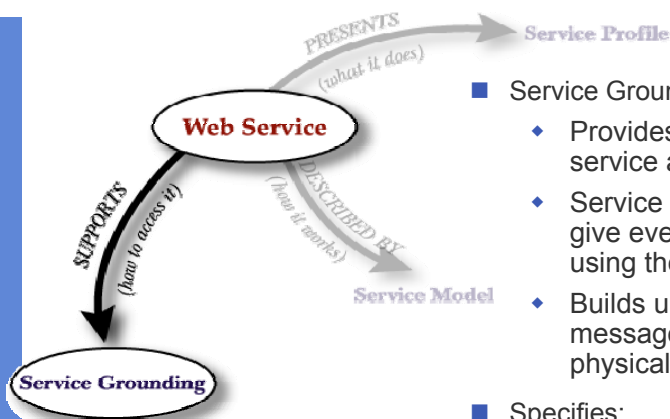 PRESENTS
(what it does)
Service Profile
Web Service
SUPPORTS
(how to access it)
DESCRIBED BY
(how it works)
Service Model
Service Grounding
■ Service Groun
◆ Provides
service a
◆ Service
give eve
using the
◆ Builds u
message
physical
■ Specifies: